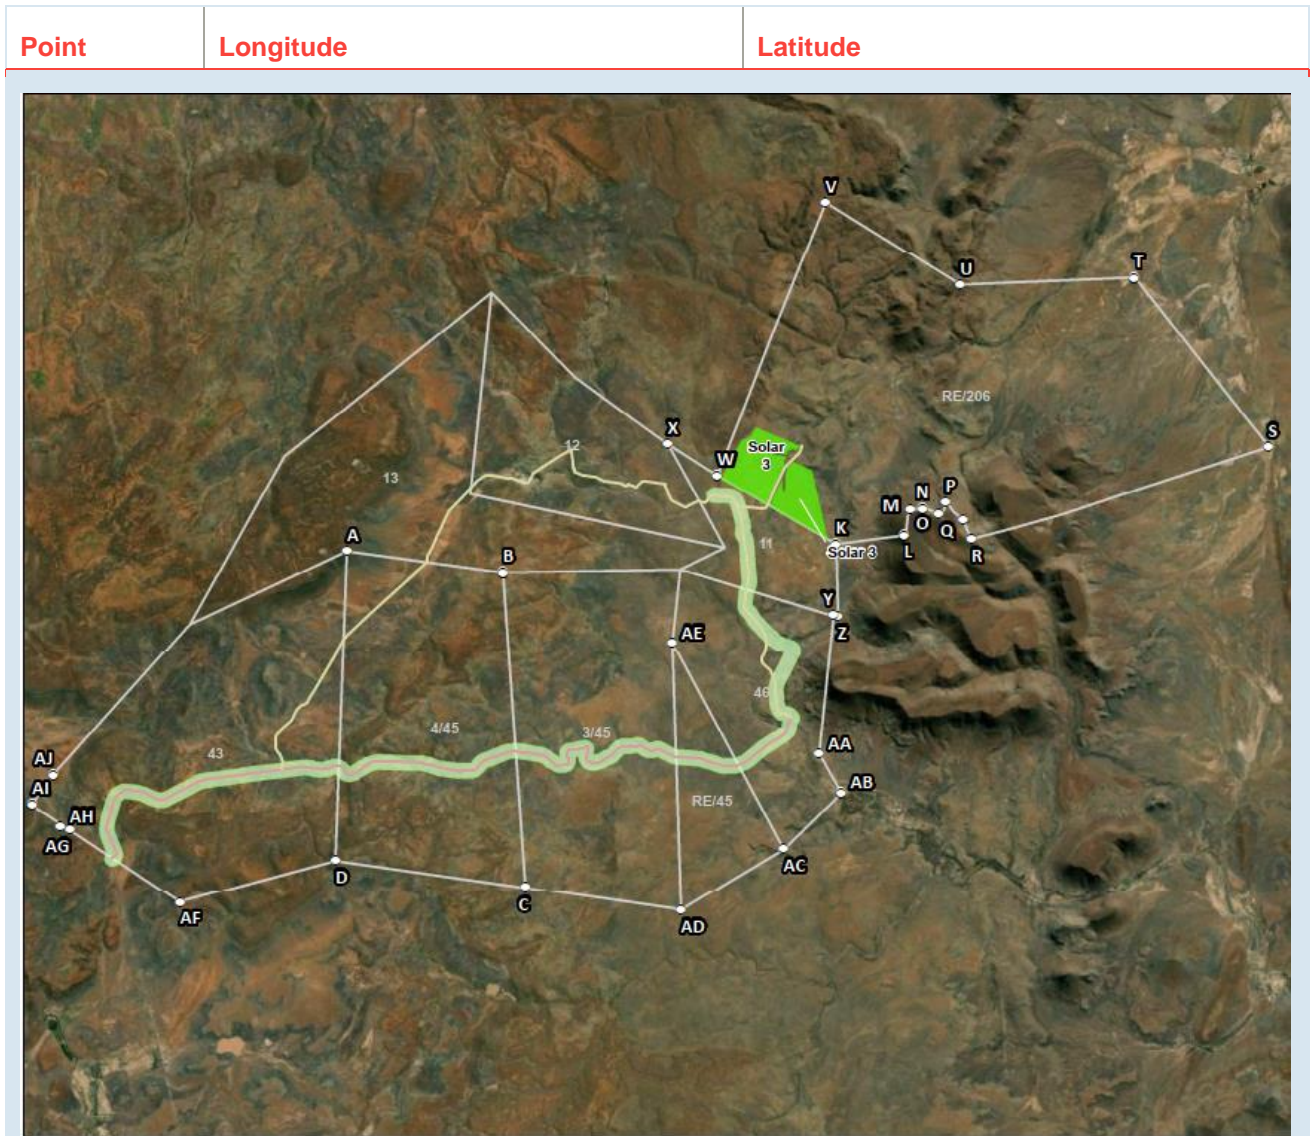 Point Longitude Latitude
V
U
T
RE/206
S
X
12
W
Solar
3
13
P
N
M
O
Q
K
A
L
R
11
Solar 3
B
Y
AE
Z
46
4/45
3/45
43
AA
AJ
AI
AB
RE/45
AH
AG
AC
D
C
AF
AD